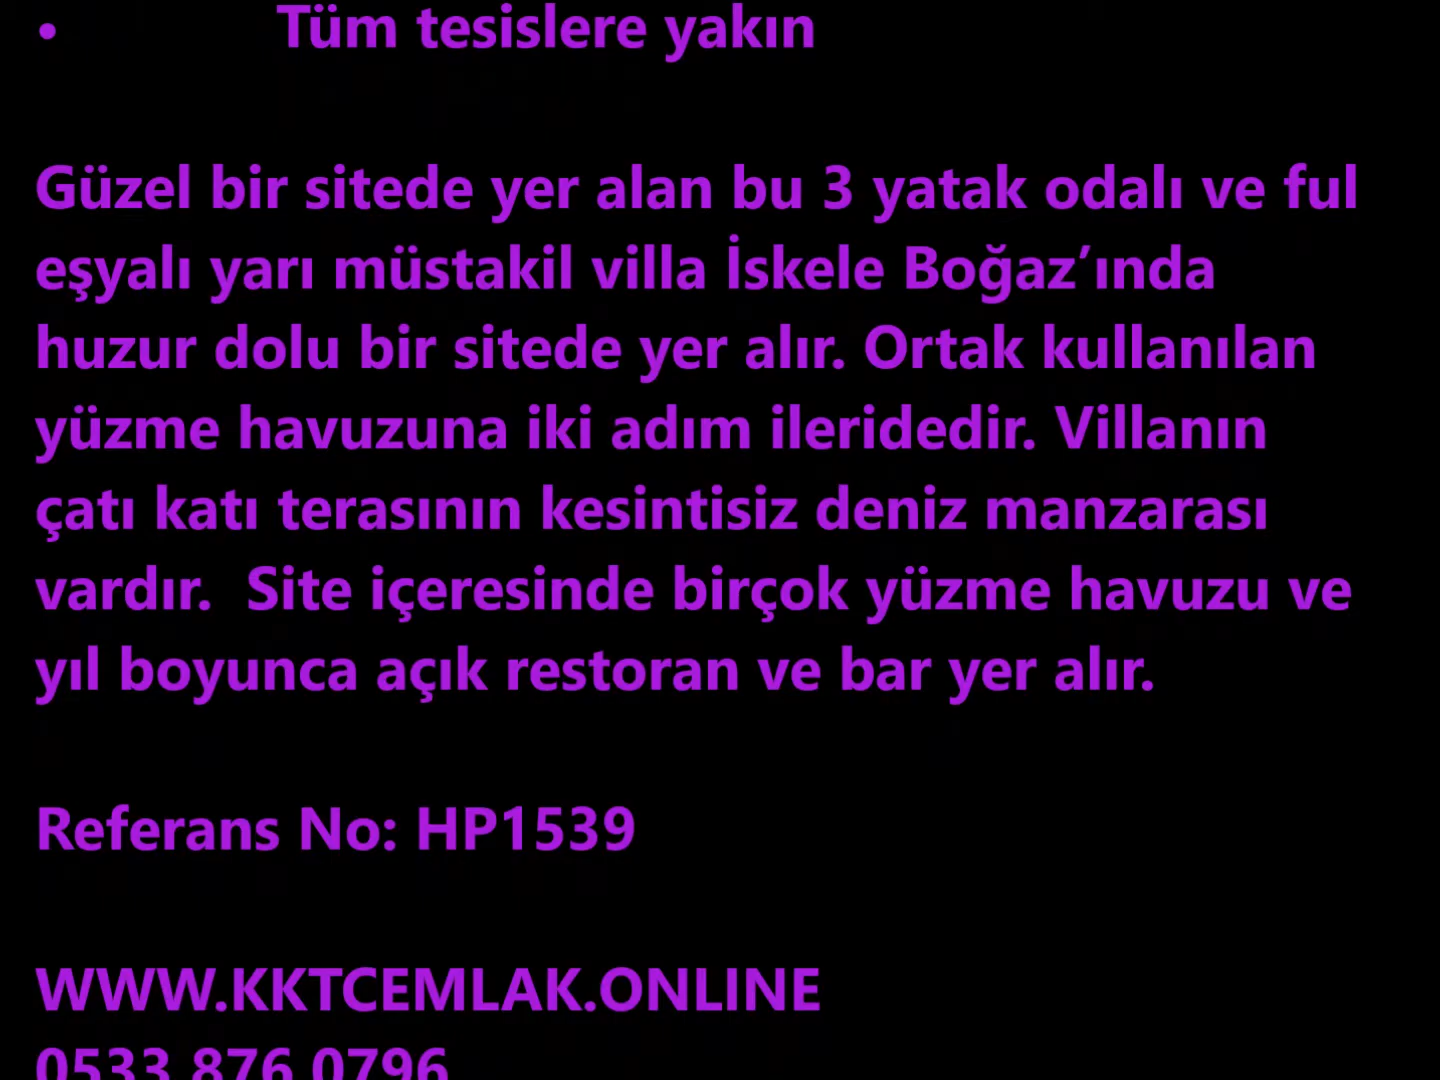 • Tüm tesislere yakın
Güzel bir sitede yer alan bu 3 yatak odalı ve ful
eşyalı yarı müstakil villa İskele Boğaz’ında
huzur dolu bir sitede yer alır. Ortak kullanılan
yüzme havuzuna iki adım ileridedir. Villanın
çatı katı terasının kesintisiz deniz manzarası
vardır.  Site içeresinde birçok yüzme havuzu ve
yıl boyunca açık restoran ve bar yer alır.
Referans No: HP1539
WWW.KKTCEMLAK.ONLINE
0533 876 0796